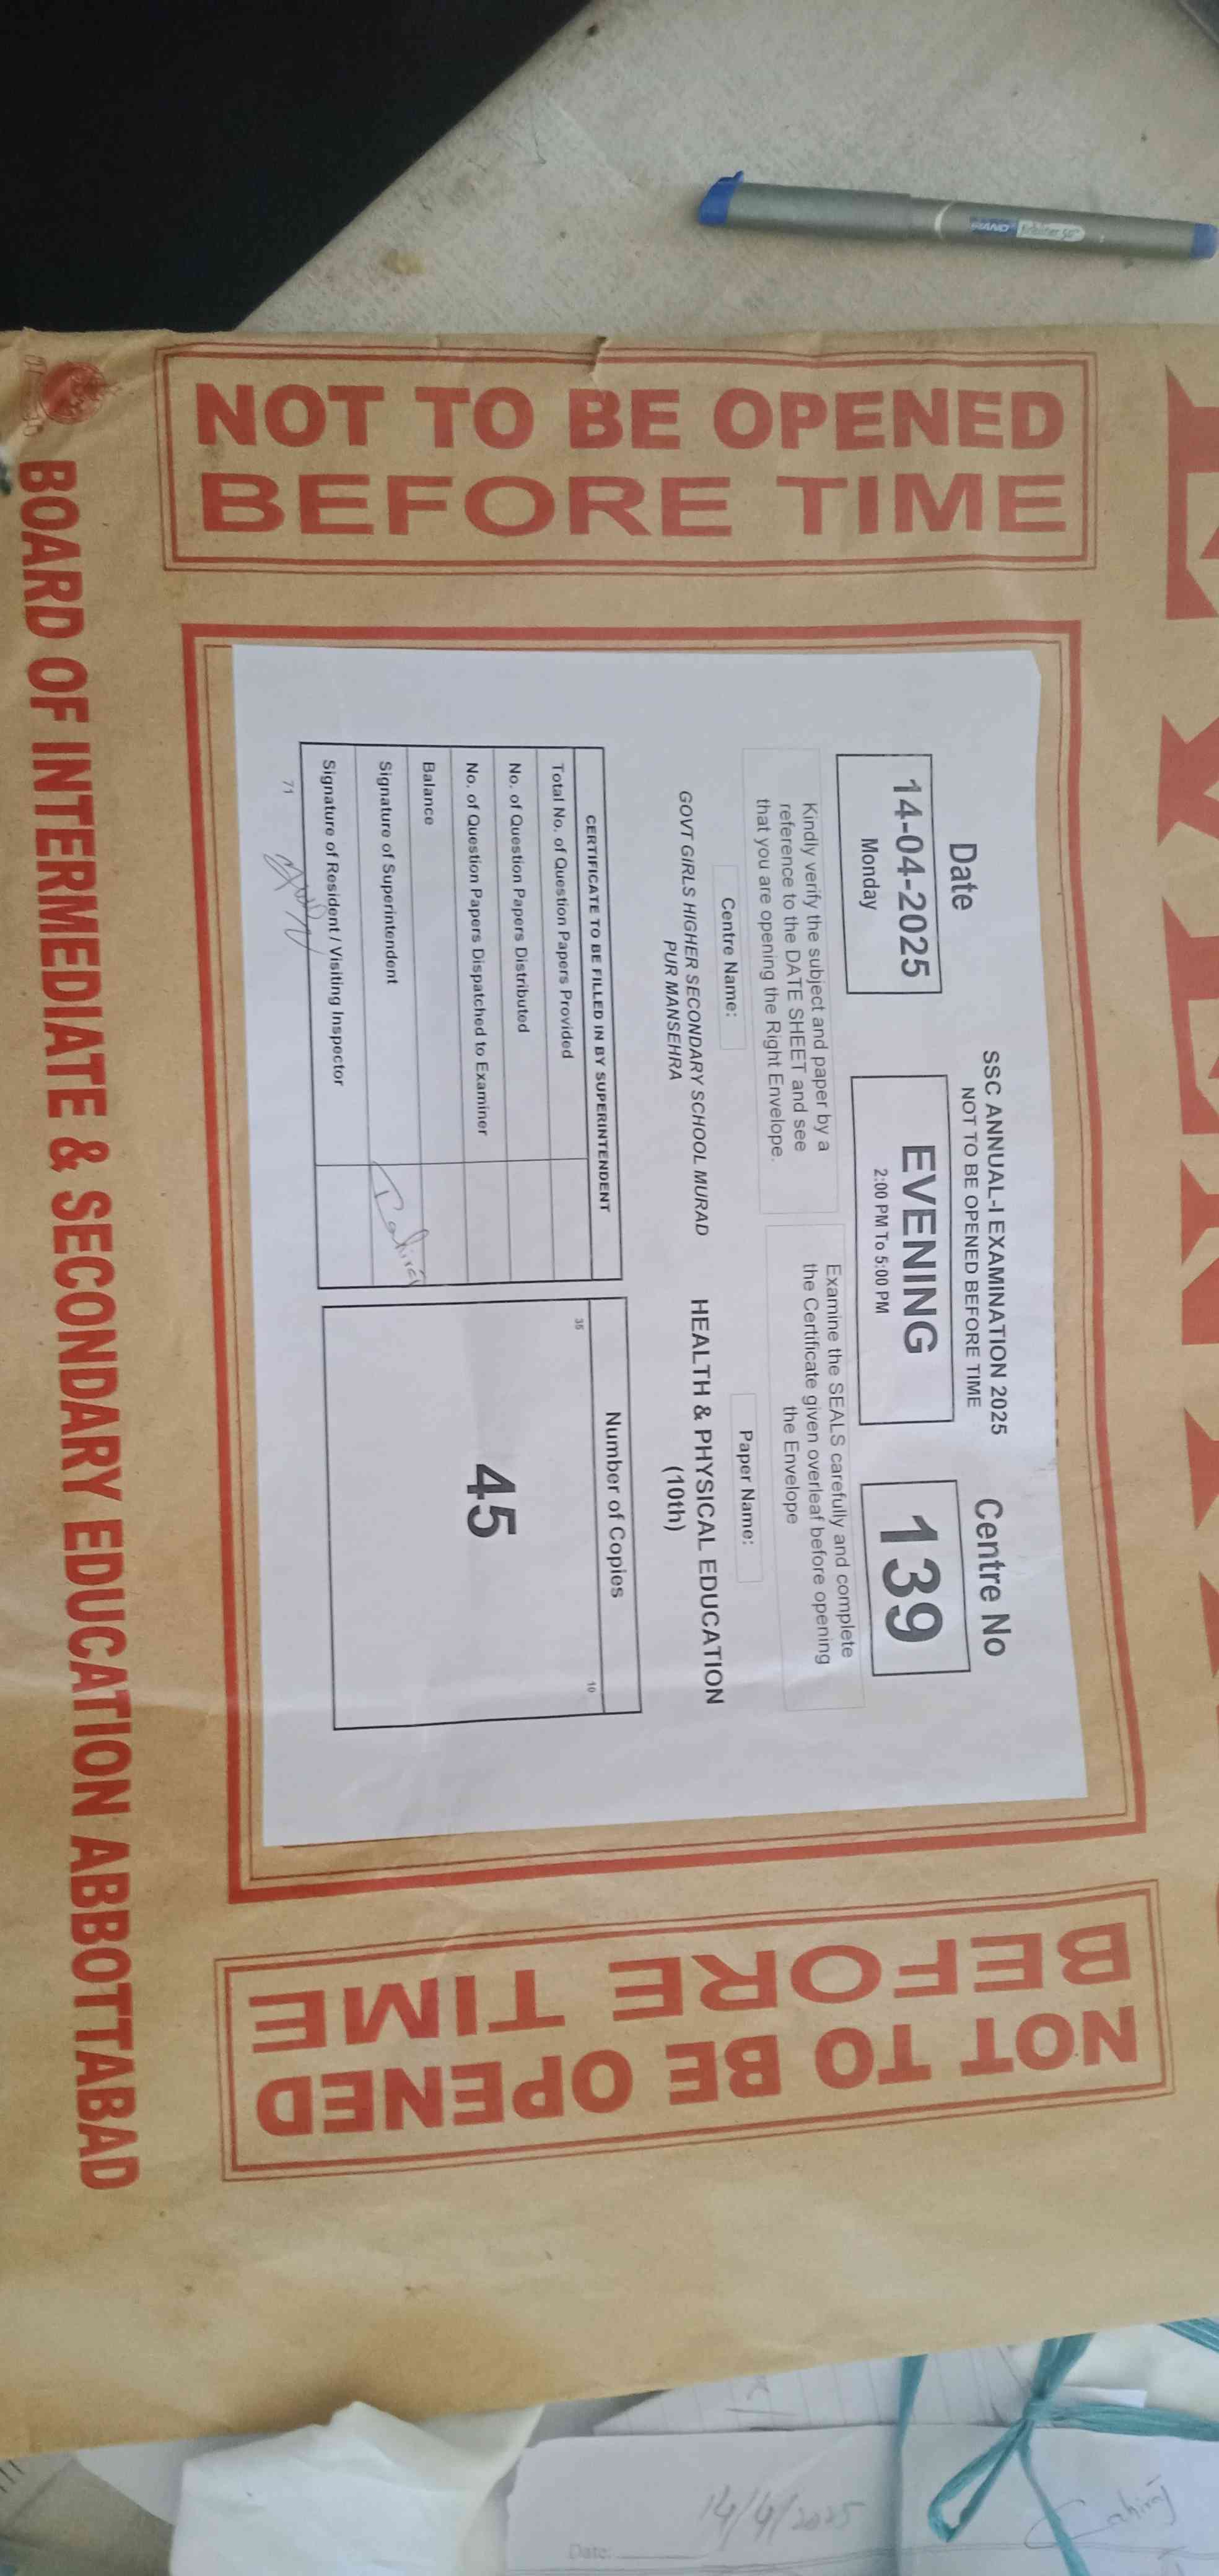 NOT TO BE OPENED
BEFORE TIME
BOARD OF INTERMEDIATE & SECONDARY EDUCATION ABBOTTABAD
SSC ANNUAL-I EXAMINATION 2025
NOT TO BE OPENED BEFORE TIME
Date
14-04-2025
Monday
EVENING
2:00 PM To 5:00 PM
Centre No
139
Kindly verify the subject and paper by a
reference to the DATE SHEET and see
that you are opening the Right Envelope.
Examine the SEALS carefully and complete
the Certificate given overleaf before opening
the Envelope
Centre Name:
GOVT GIRLS HIGHER SECONDARY SCHOOL MURAD
PUR MANSEHRA
Paper Name:
HEALTH & PHYSICAL EDUCATION
(10th)
CERTIFICATE TO BE FILLED IN BY SUPERINTENDENT
Total No. of Question Papers Provided
No. of Question Papers Distributed
No. of Question Papers Dispatched to Examiner
Balance
Signature of Superintendent
Signature of Resident / Visiting Inspector
71
Number of Copies
35
10
45
NOT TO BE OPENED
BEFORE TIME
Date:
14/4/2025